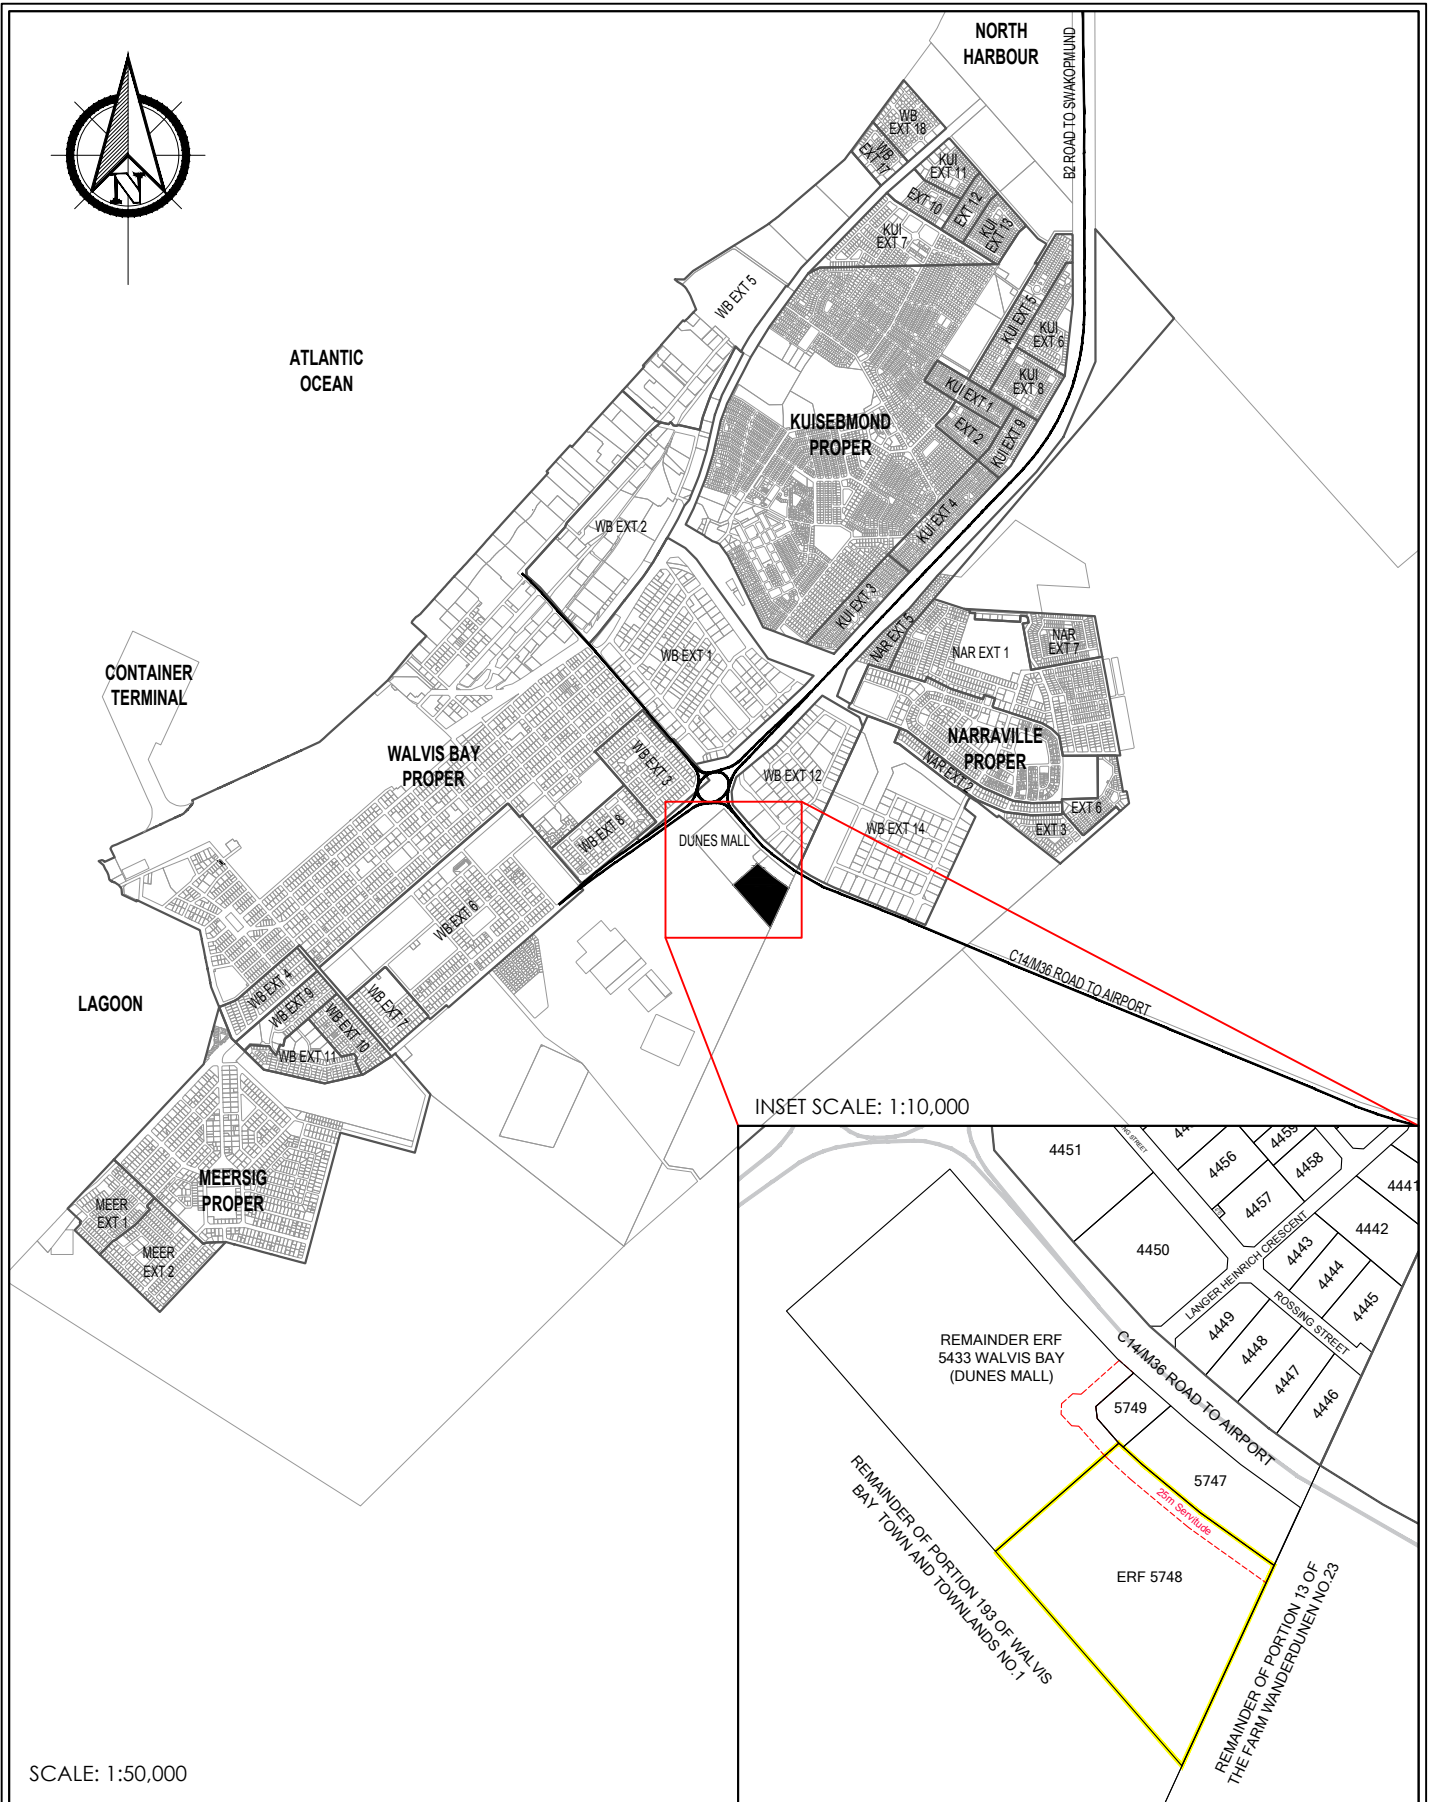 NORTH
HARBOUR
B2 ROAD TO SWAKOPMUND
N
WB
EXT 18
WB
EXT 17
KUI
EXT 11
EXT 10
EXT 12
KUI
EXT 13
KUI
EXT 7
WB EXT 5
KUI EXT 5
KUI
EXT 6
ATLANTIC
OCEAN
KUI
EXT 8
KUI EXT 1
KUISEBMOND
PROPER
EXT 2
KUI EXT 9
WB EXT 2
KUI EXT 4
KUI EXT 3
NAR EXT 5
NAR
EXT 7
NAR EXT 1
WB EXT 1
CONTAINER
TERMINAL
WALVIS BAY
PROPER
WB EXT 3
NARRAVILLE
PROPER
NAR EXT 2
WB EXT 12
EXT 6
EXT 3
WB EXT 14
WB EXT 8
DUNES MALL
WB EXT 6
C14/M36 ROAD TO AIRPORT
WB EXT 4
WB EXT 9
WB EXT 7
WB EXT 10
WB EXT 11
LAGOON
MEERSIG
PROPER
MEER
EXT 1
MEER
EXT 2
INSET SCALE: 1:10,000
4451
4456
4459
4458
4457
4441
4442
4450
4443
4444
4445
LANGER HEINRICH CRESCENT
ROSSING STREET
4449
4448
4447
4446
REMAINDER ERF
5433 WALVIS BAY
(DUNES MALL)
C14/M36 ROAD TO AIRPORT
5749
5747
25m Servitude
ERF 5748
REMAINDER OF PORTION 193 OF WALVIS
BAY TOWN AND TOWNLANDS NO.1
REMAINDER OF PORTION 13 OF
THE FARM WANDERDUNEN NO.23
SCALE: 1:50,000